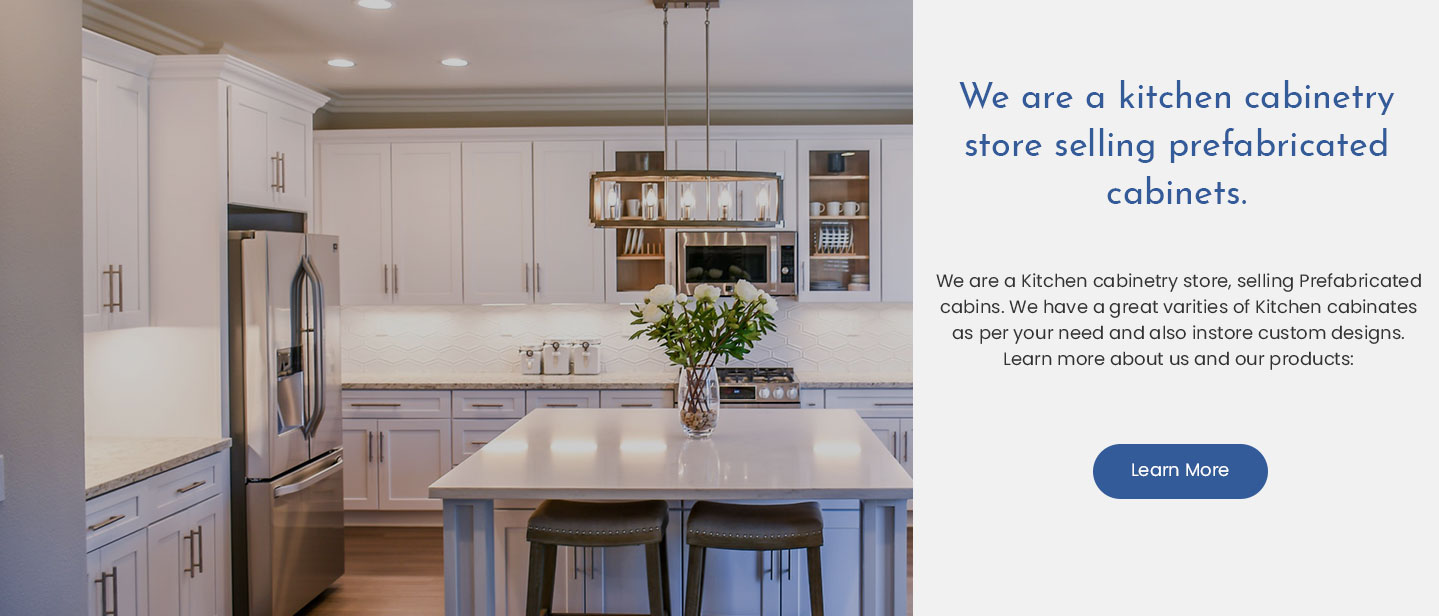 We are a kitchen cabinetry
store selling prefabricated
cabinets.
We are a Kitchen cabinetry store, selling Prefabricated
cabins. We have a great varities of Kitchen cabinates
as per your need and also instore custom designs.
Learn more about us and our products:
Learn More